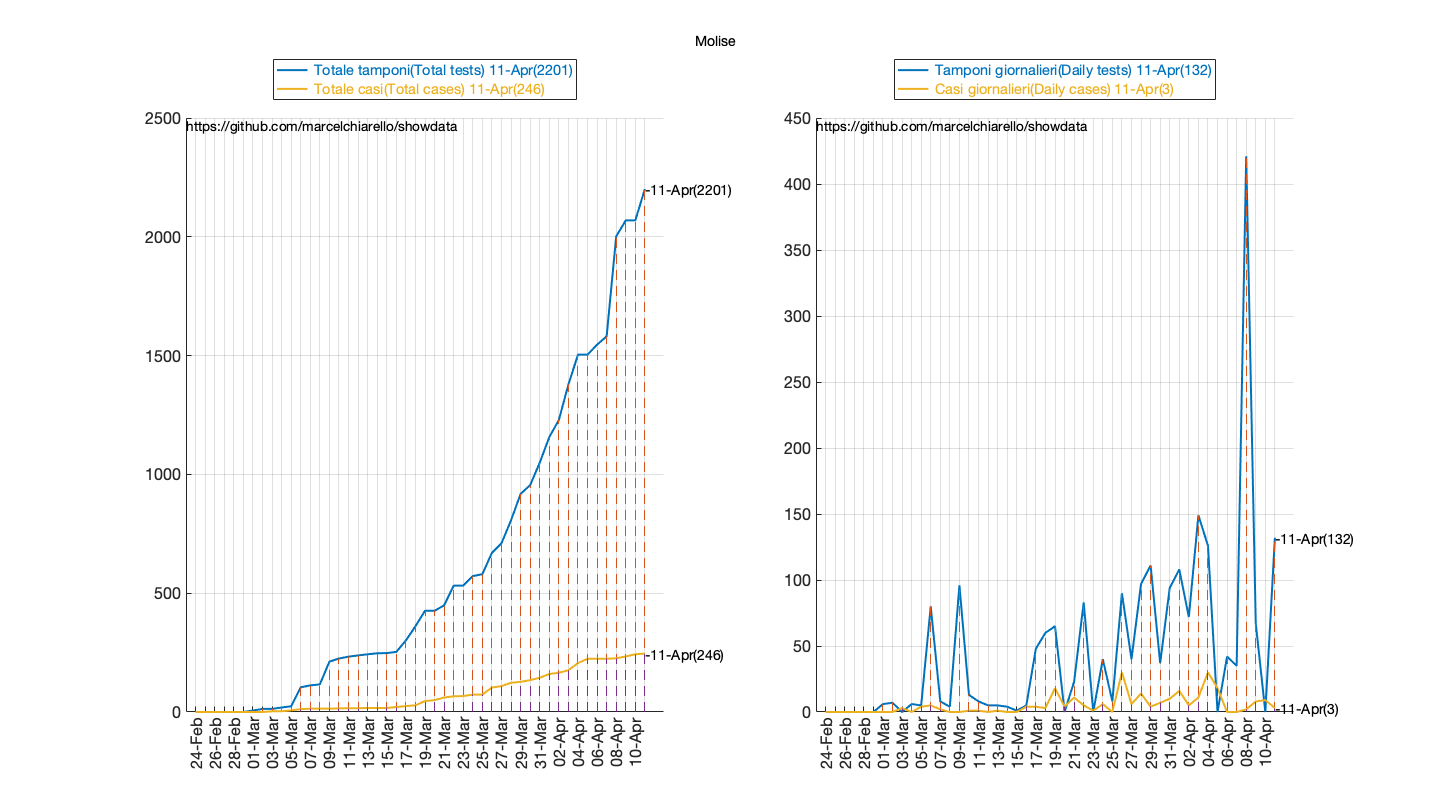 Molise
Totale tamponi(Total tests) 11-Apr(2201)
Totale casi(Total cases) 11-Apr(246)
2500
https://github.com/marcelchiarello/showdata
2000
1500
1000
500
0
-11-Apr(2201)
-11-Apr(246)
24-Feb
26-Feb
28-Feb
01-Mar
03-Mar
05-Mar
07-Mar
09-Mar
11-Mar
13-Mar
15-Mar
17-Mar
19-Mar
21-Mar
23-Mar
25-Mar
27-Mar
29-Mar
31-Mar
02-Apr
04-Apr
06-Apr
08-Apr
10-Apr
Tamponi giornalieri(Daily tests) 11-Apr(132)
Casi giornalieri(Daily cases) 11-Apr(3)
450
https://github.com/marcelchiarello/showdata
400
350
300
250
200
150
100
50
0
-11-Apr(132)
-11-Apr(3)
24-Feb
26-Feb
28-Feb
01-Mar
03-Mar
05-Mar
07-Mar
09-Mar
11-Mar
13-Mar
15-Mar
17-Mar
19-Mar
21-Mar
23-Mar
25-Mar
27-Mar
29-Mar
31-Mar
02-Apr
04-Apr
06-Apr
08-Apr
10-Apr